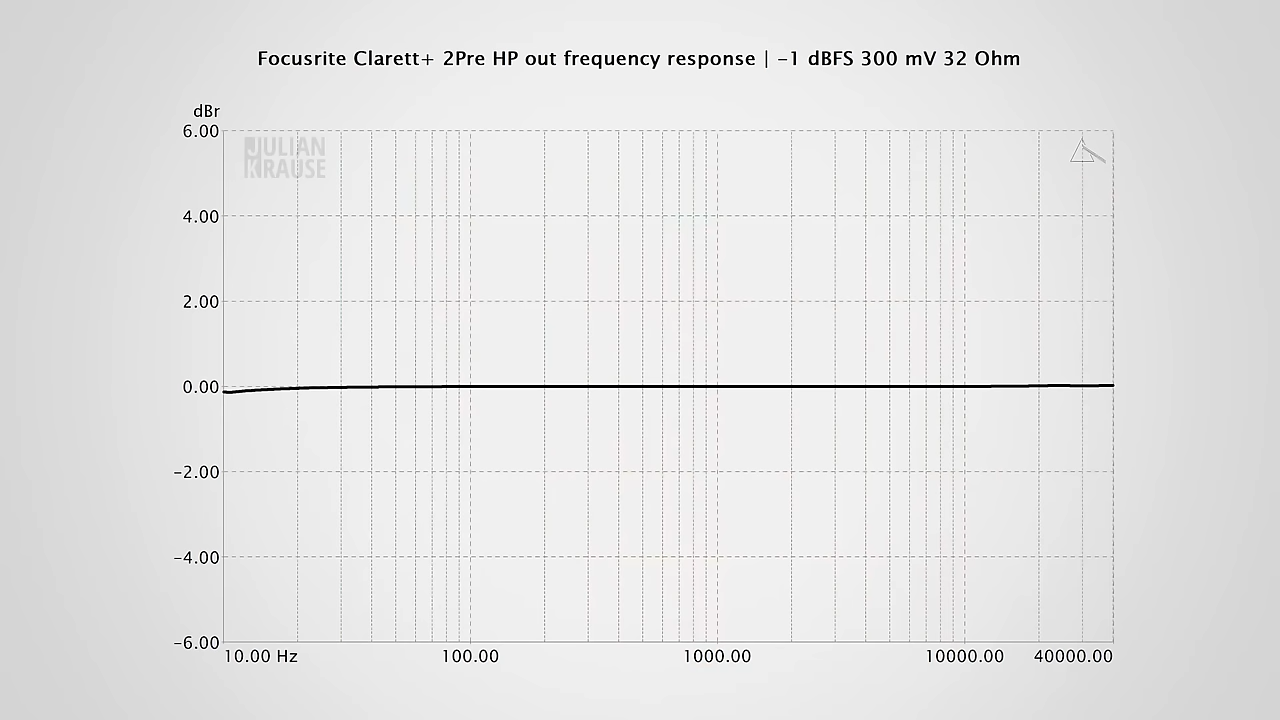 Focusrite Clarett+ 2Pre HP out frequency response | −1 dBFS 300 mV 32 Ohm
dBr
6.00
JULIAN
KRAUSE
4.00
2.00
0.00
−2.00
−4.00
−6.00
10.00 Hz 100.00 1000.00 10000.00 40000.00